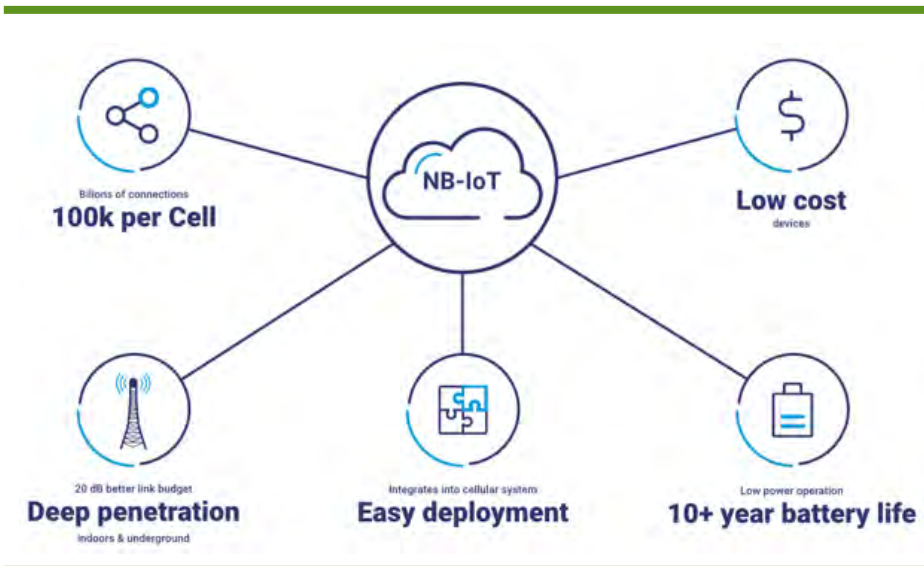 NB-IoT
Billions of connections
100k per Cell
$
Low cost
devices
20 dB better link budget
Deep penetration
indoors & underground
Integrates into cellular system
Easy deployment
Low power operation
10+ year battery life